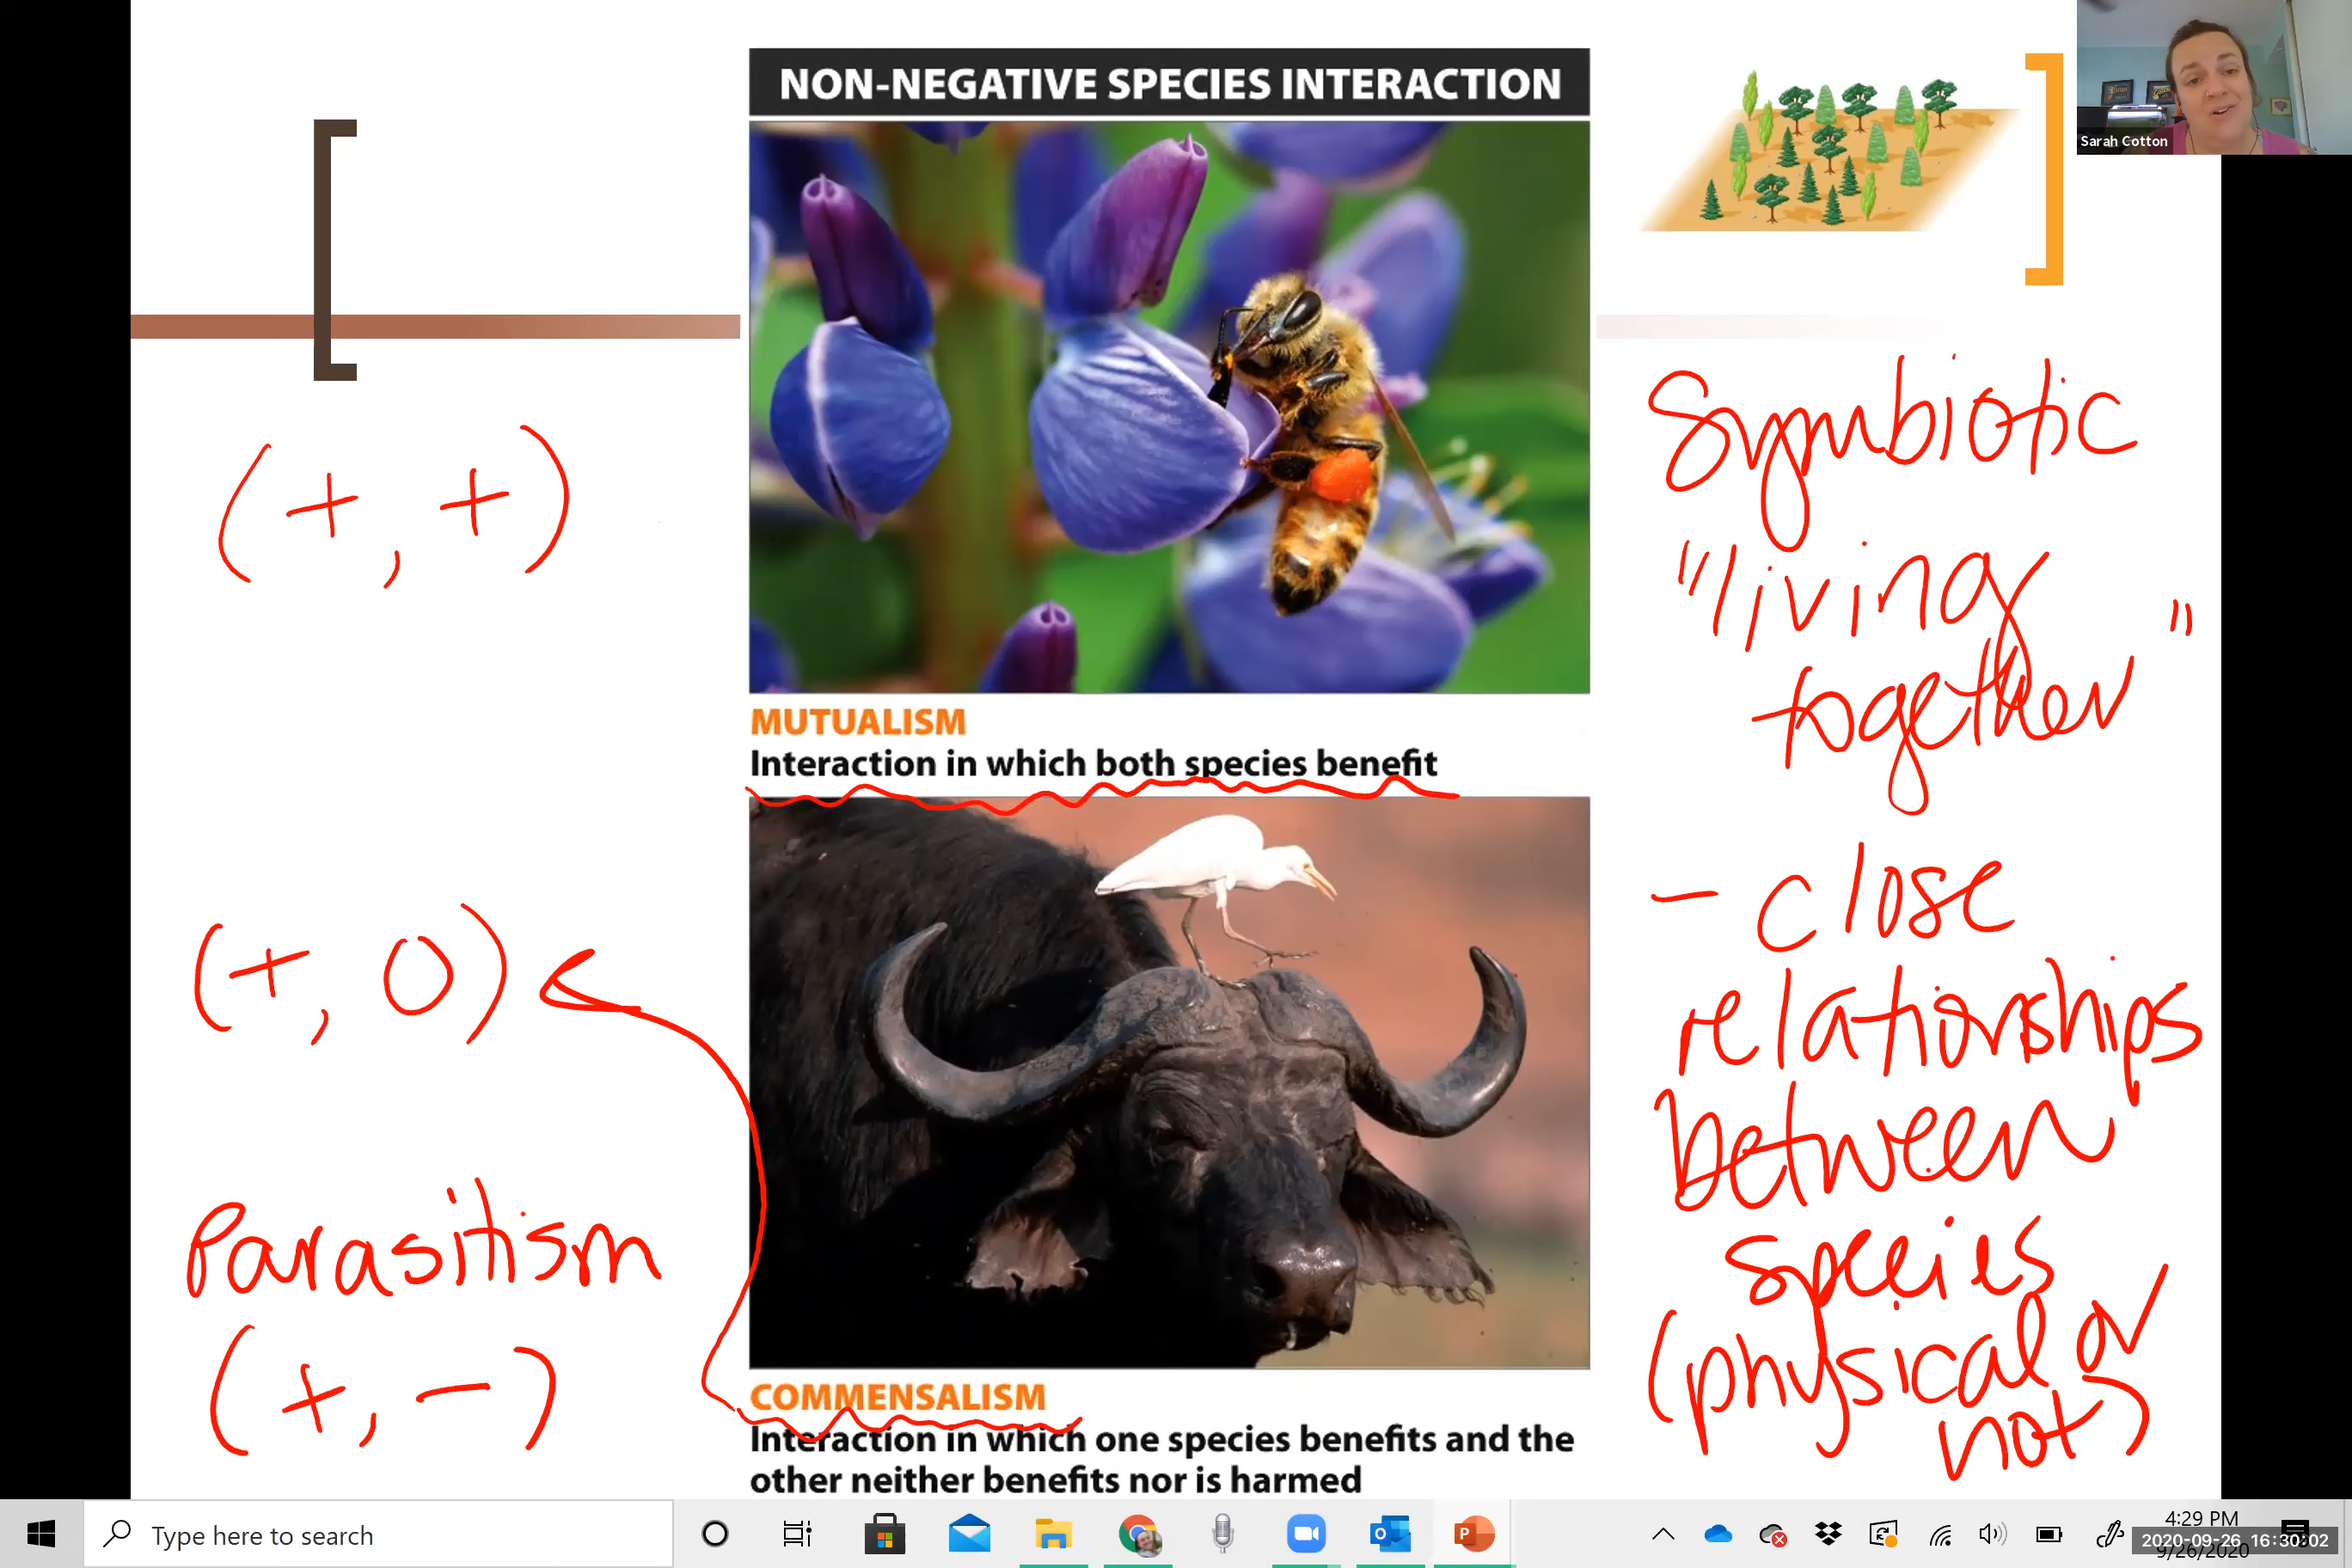 NON-NEGATIVE SPECIES INTERACTION
Sarah Cotton
(+, +)
MUTUALISM
Interaction in which both species benefit
(+, 0)
Parasitism
(+, -)
COMMENSALISM
Interaction in which one species benefits and the
other neither benefits nor is harmed
Symbiotic
"living
together"
- close
relationships
between
species
(physical or
not)
Type here to search
4:29 PM
9/26/2020
2020-09-26 16:30:02